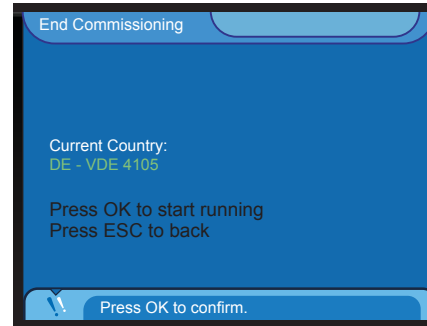 End Commissioning
Current Country:
DE - VDE 4105
Press OK to start running
Press ESC to back
Press OK to confirm.